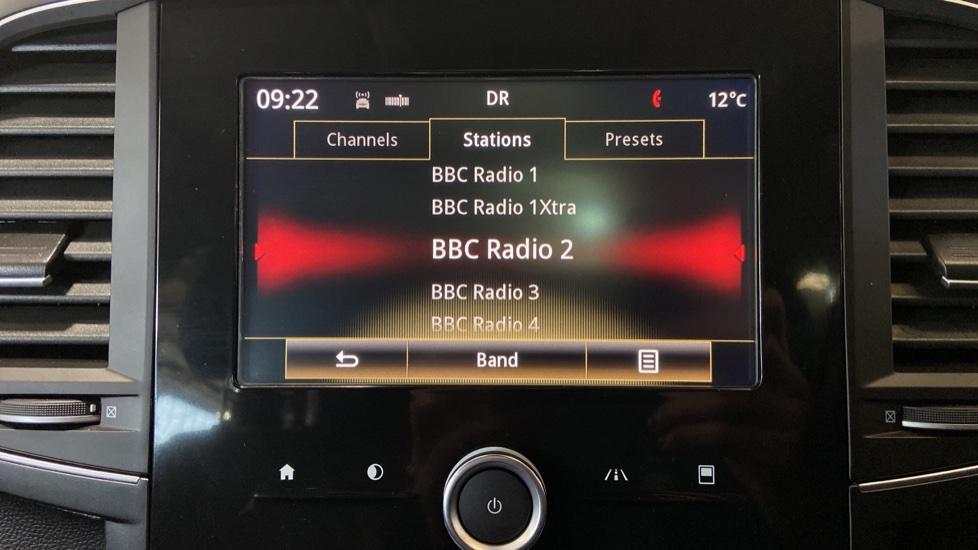 09:22 DR 12°C
Channels Stations Presets
BBC Radio 1
BBC Radio 1Xtra
BBC Radio 2
BBC Radio 3
BBC Radio 4
Band